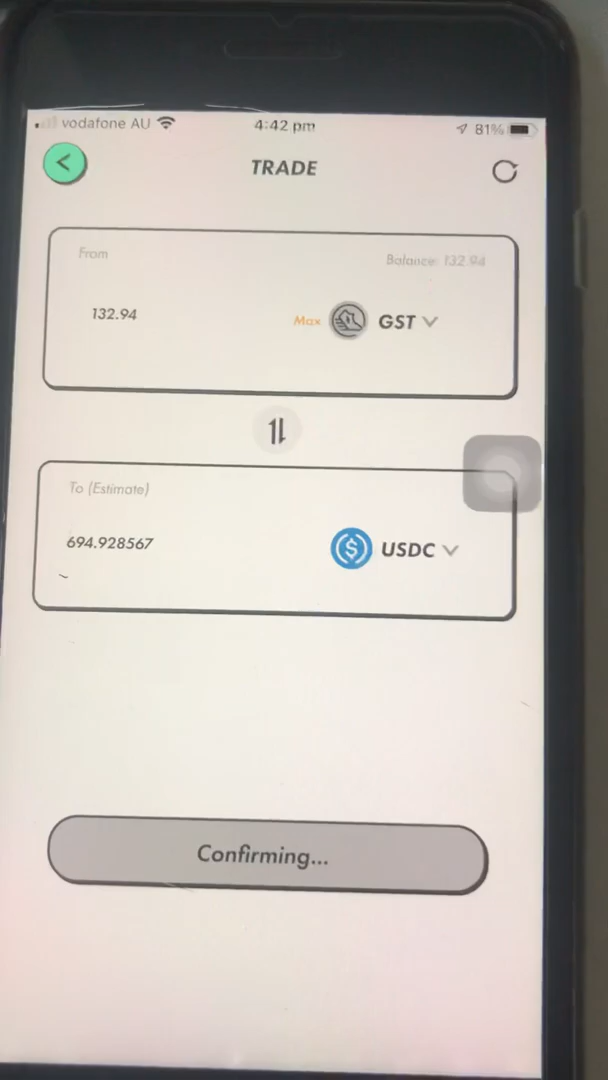 vodafone AU 4:42 pm 81%
TRADE
From Balance: 132.94
132.94 Max GST
To (Estimate)
694.928567 USDC
Confirming...